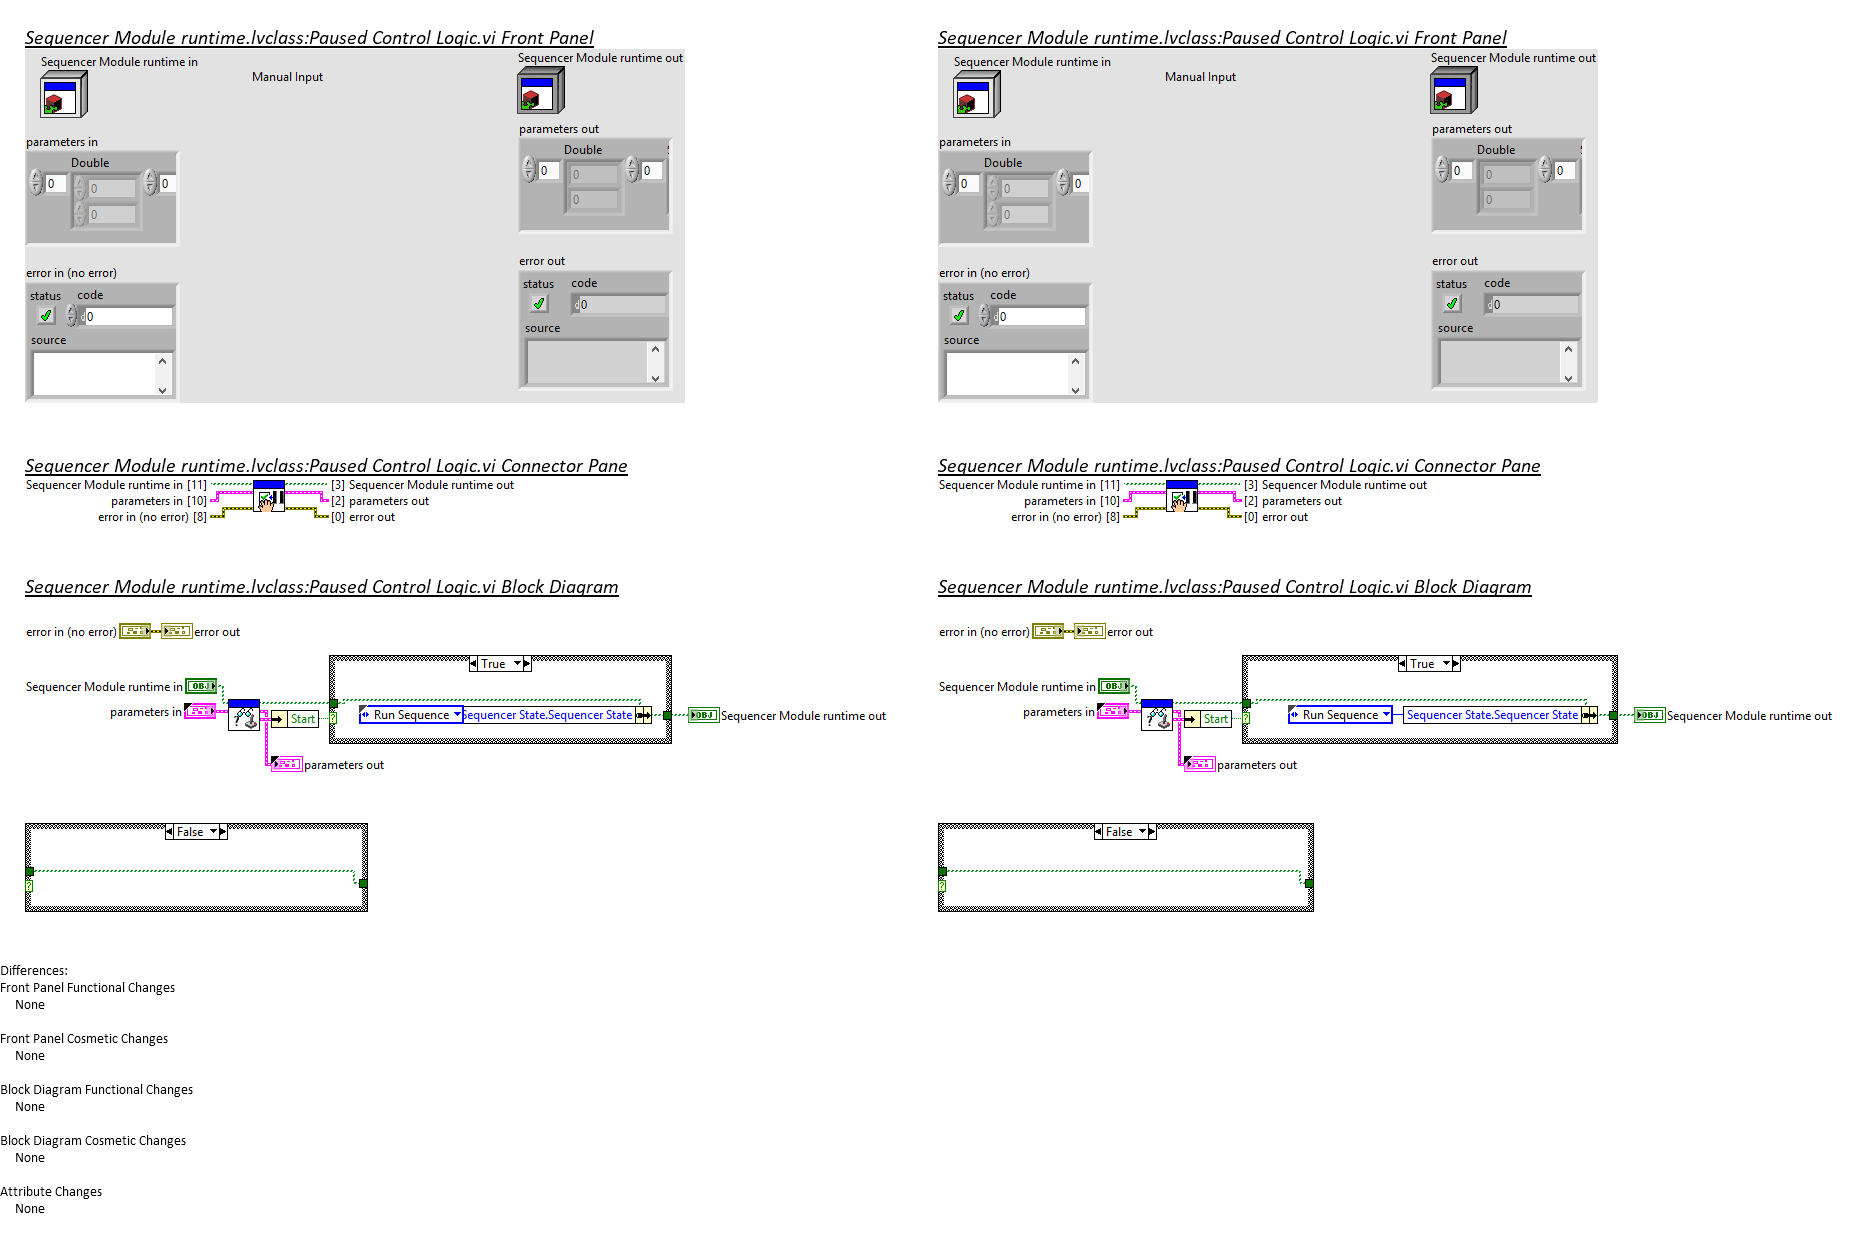 Sequencer Module runtime.lvclass:Paused Control Logic.vi Front Panel
Sequencer Module runtime in
Manual Input
Sequencer Module runtime out
parameters in
Double
0
0
0
0
parameters out
Double
0
0
0
0
error in (no error)
status
code
d0
source
error out
status
code
d0
source
Sequencer Module runtime.lvclass:Paused Control Logic.vi Connector Pane
Sequencer Module runtime in [11]
parameters in [10]
error in (no error) [8]
[3] Sequencer Module runtime out
[2] parameters out
[0] error out
Sequencer Module runtime.lvclass:Paused Control Logic.vi Block Diagram
error in (no error)
error out
True
Sequencer Module runtime in
OBJ
parameters in
Start
?
Run Sequence
Sequencer State.Sequencer State
OBJ
Sequencer Module runtime out
parameters out
False
?
Sequencer Module runtime.lvclass:Paused Control Logic.vi Front Panel
Sequencer Module runtime in
Manual Input
Sequencer Module runtime out
parameters in
Double
0
0
0
0
parameters out
Double
0
0
0
0
error in (no error)
status
code
d0
source
error out
status
code
d0
source
Sequencer Module runtime.lvclass:Paused Control Logic.vi Connector Pane
Sequencer Module runtime in [11]
parameters in [10]
error in (no error) [8]
[3] Sequencer Module runtime out
[2] parameters out
[0] error out
Sequencer Module runtime.lvclass:Paused Control Logic.vi Block Diagram
error in (no error)
error out
True
Sequencer Module runtime in
OBJ
parameters in
Start
?
Run Sequence
Sequencer State.Sequencer State
OBJ
Sequencer Module runtime out
parameters out
False
?
Differences:
Front Panel Functional Changes
None
Front Panel Cosmetic Changes
None
Block Diagram Functional Changes
None
Block Diagram Cosmetic Changes
None
Attribute Changes
None